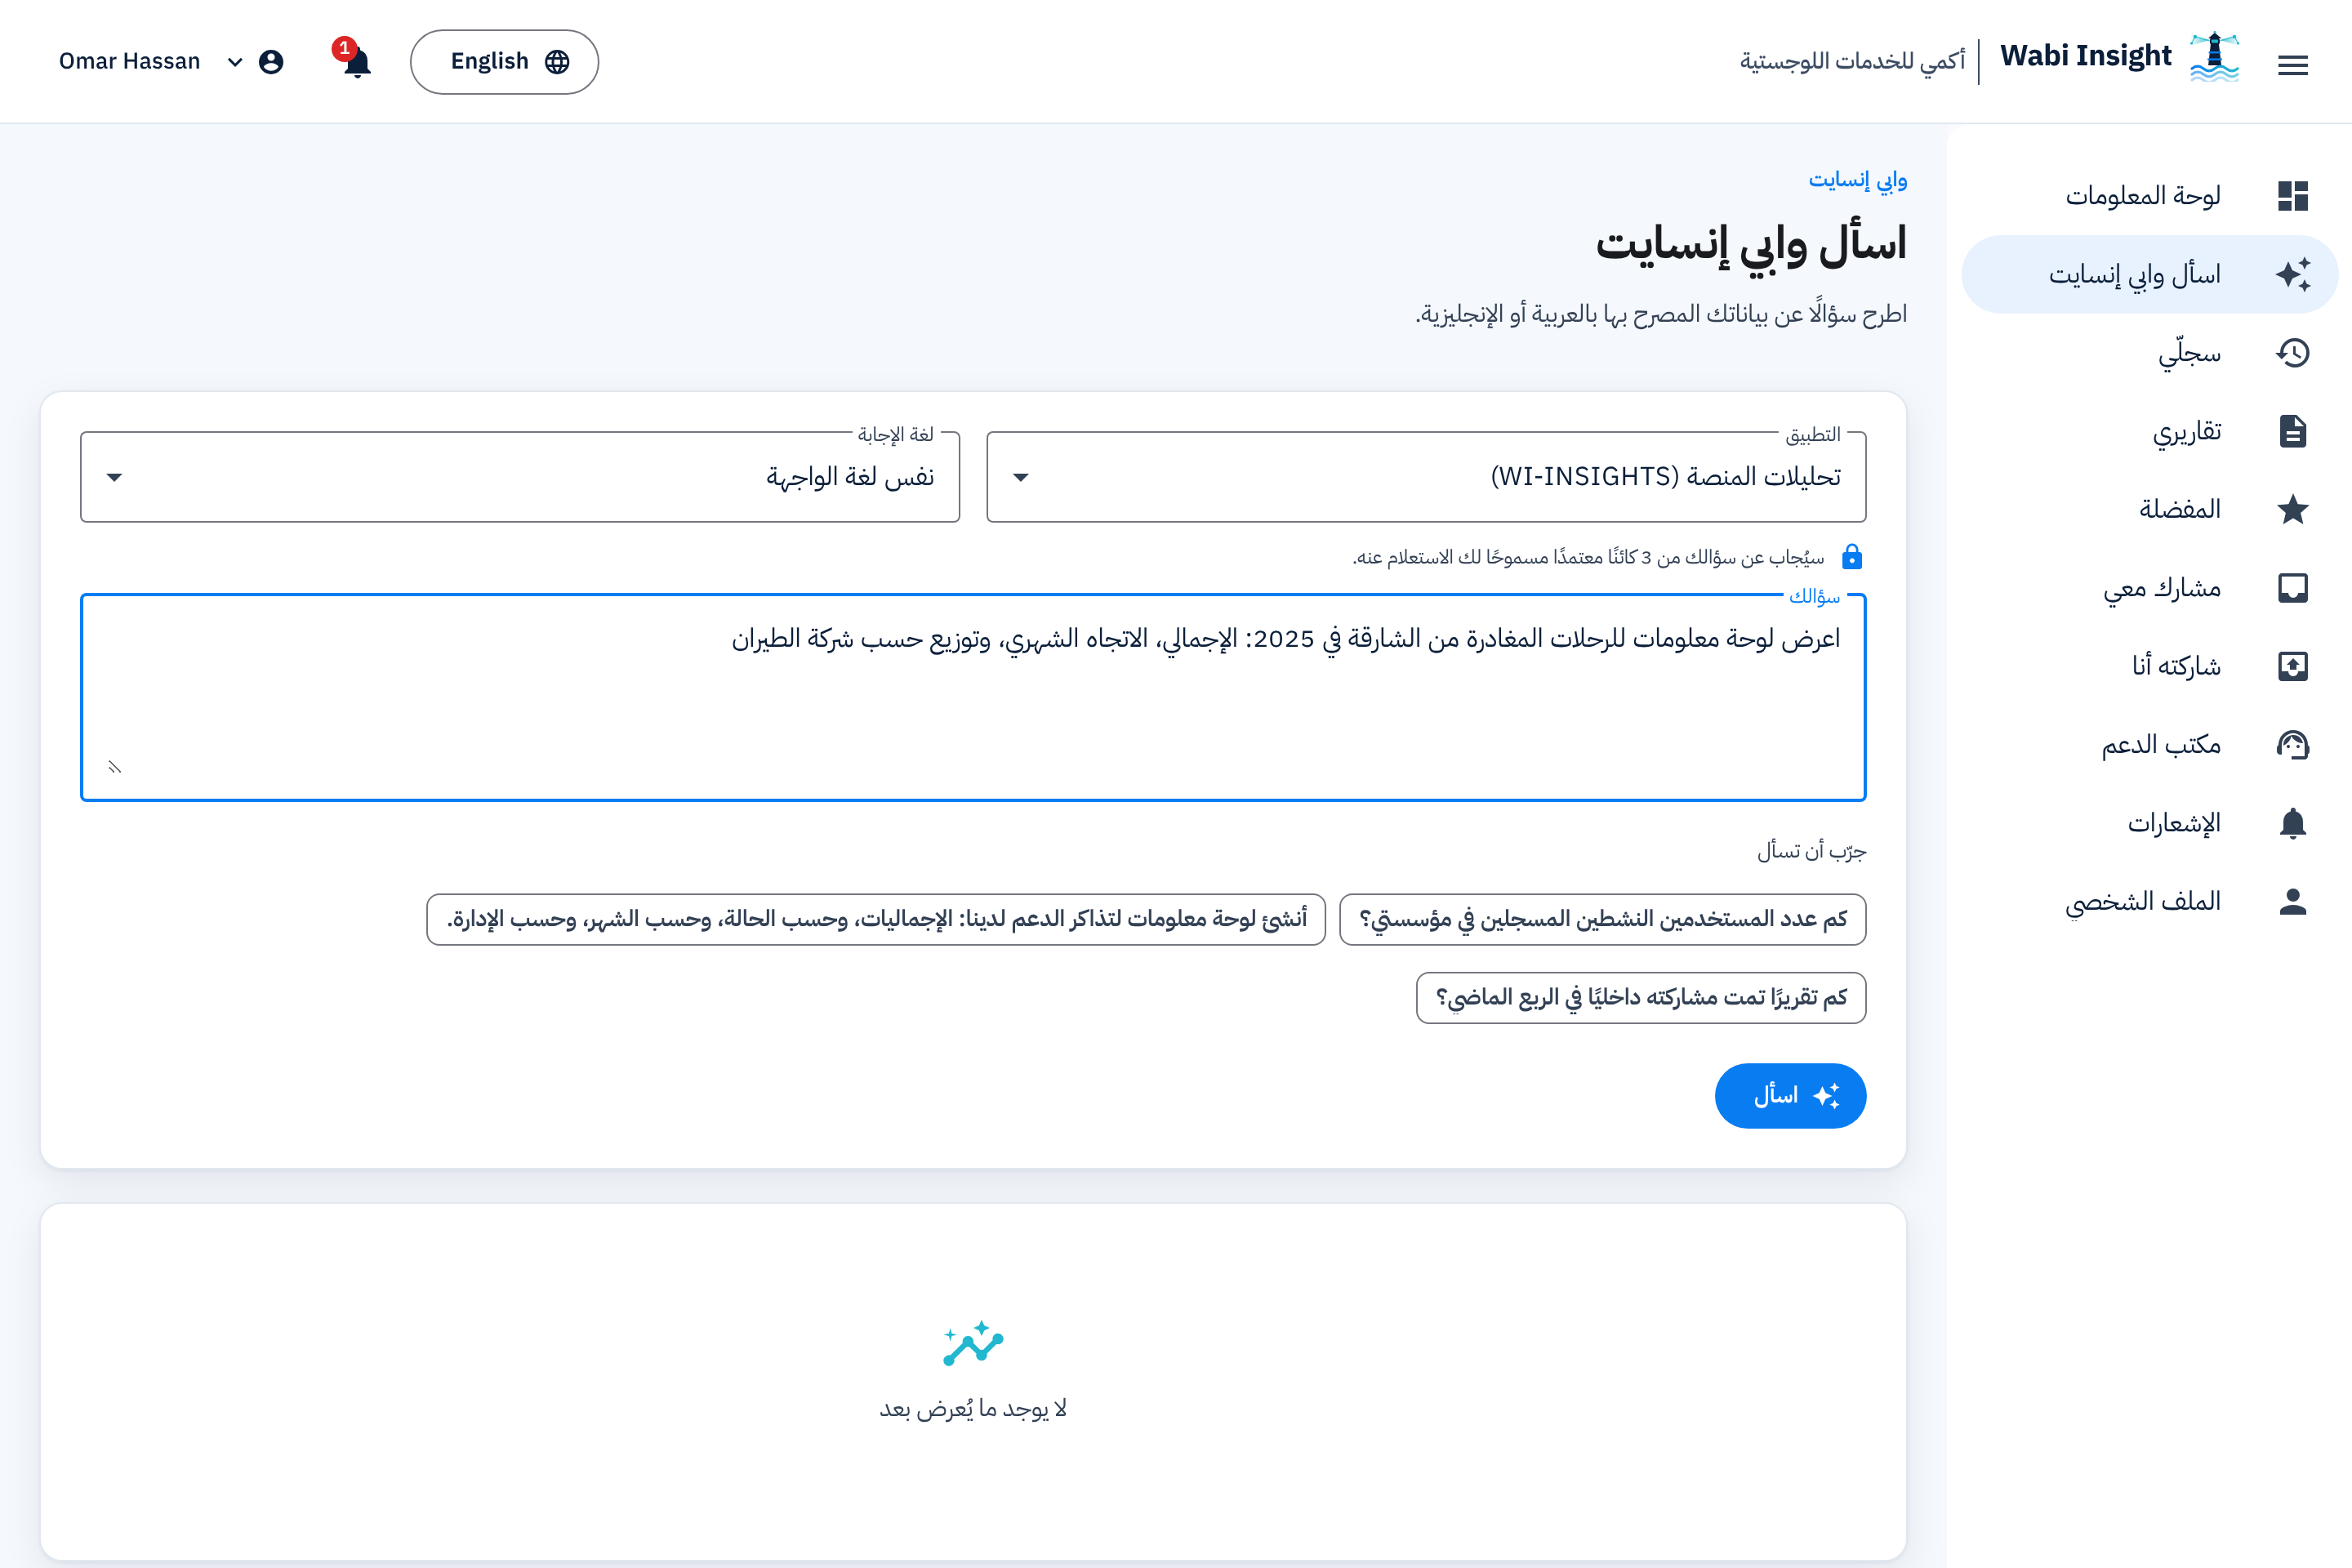 Wabi Insight
أكمي للخدمات اللوجستية
English
1
Omar Hassan
لوحة المعلومات
اسأل وابي إنسايت
سجلّي
تقاريري
المفضلة
مشارك معي
شاركته أنا
مكتب الدعم
الإشعارات
الملف الشخصي
وابي إنسايت
اسأل وابي إنسايت
اطرح سؤالًا عن بياناتك المصرح بها بالعربية أو الإنجليزية.
التطبيق
تحليلات المنصة (WI-INSIGHTS)
لغة الإجابة
نفس لغة الواجهة
سيُجاب عن سؤالك من 3 كائنًا معتمدًا مسموحًا لك الاستعلام عنه.
سؤالك
اعرض لوحة معلومات للرحلات المغادرة من الشارقة في 2025: الإجمالي، الاتجاه الشهري، وتوزيع حسب شركة الطيران
جرّب أن تسأل
كم عدد المستخدمين النشطين المسجلين في مؤسستي؟
أنشئ لوحة معلومات لتذاكر الدعم لدينا: الإجماليات، وحسب الحالة، وحسب الشهر، وحسب الإدارة.
كم تقريرًا تمت مشاركته داخليًا في الربع الماضي؟
اسأل
لا يوجد ما يُعرض بعد